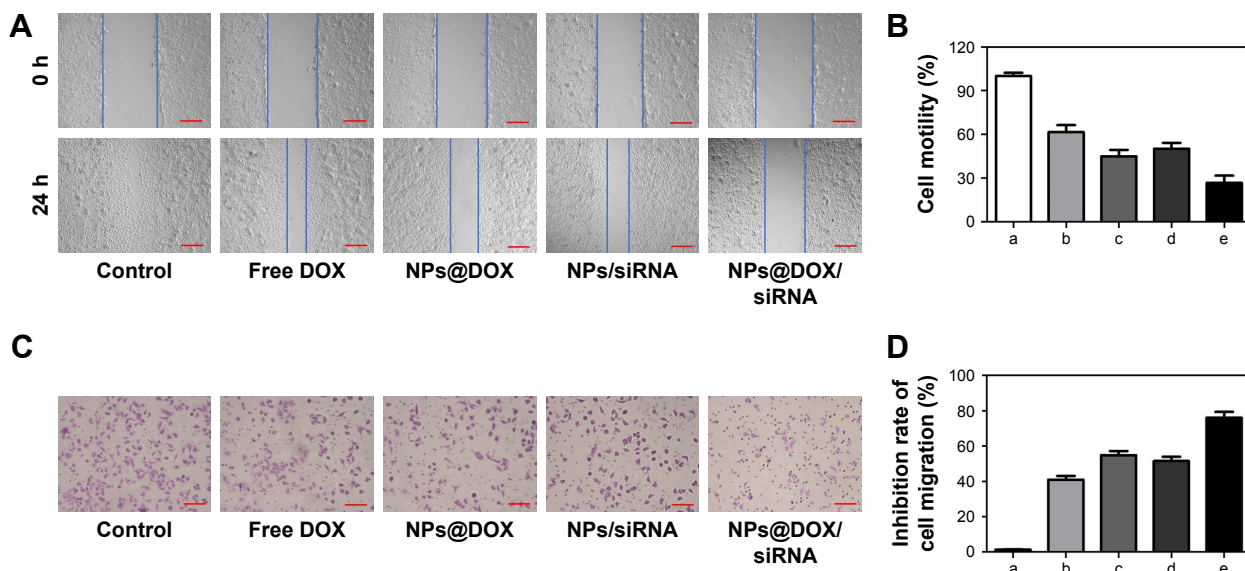 A
0 h
24 h
Control
Free DOX
NPs@DOX
NPs/siRNA
NPs@DOX/
siRNA
B
Cell motility (%)
120
90
60
30
0
a
b
c
d
e
C
Control
Free DOX
NPs@DOX
NPs/siRNA
NPs@DOX/
siRNA
D
Inhibition rate of
cell migration (%)
100
80
60
40
20
0
a
b
c
d
e